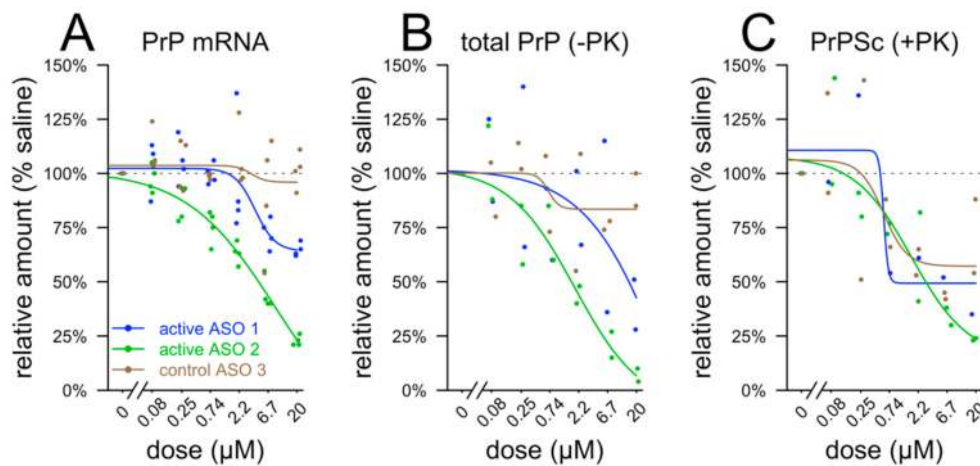 A PrP mRNA
relative amount (% saline)
150%
125%
100%
75%
50%
25%
0%
active ASO 1
active ASO 2
control ASO 3
0 0.08 0.25 0.74 2.2 6.7 20
dose (µM)
B total PrP (-PK)
relative amount (% saline)
150%
125%
100%
75%
50%
25%
0%
0 0.08 0.25 0.74 2.2 6.7 20
dose (µM)
C PrPSc (+PK)
relative amount (% saline)
150%
125%
100%
75%
50%
25%
0%
0 0.08 0.25 0.74 2.2 6.7 20
dose (µM)